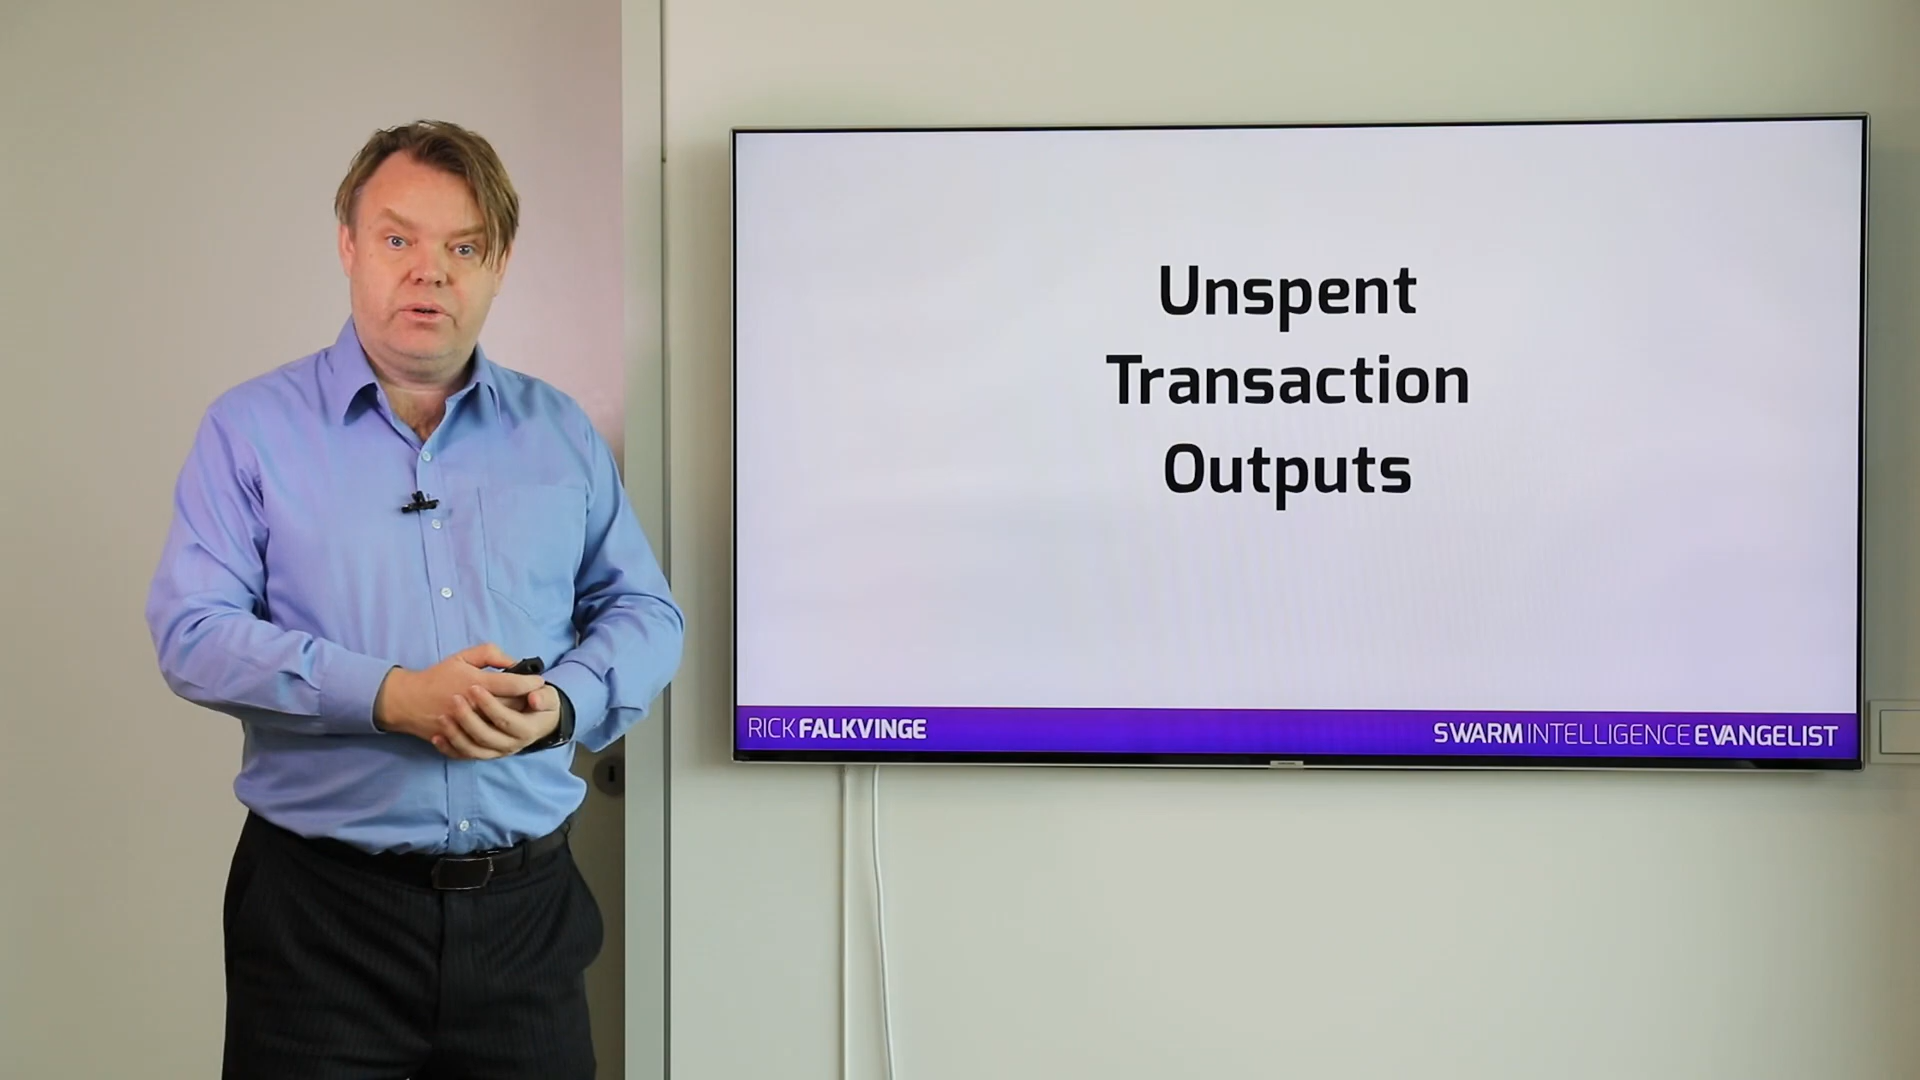 Unspent
Transaction
Outputs
RICK FALKVINGE
SWARM INTELLIGENCE EVANGELIST